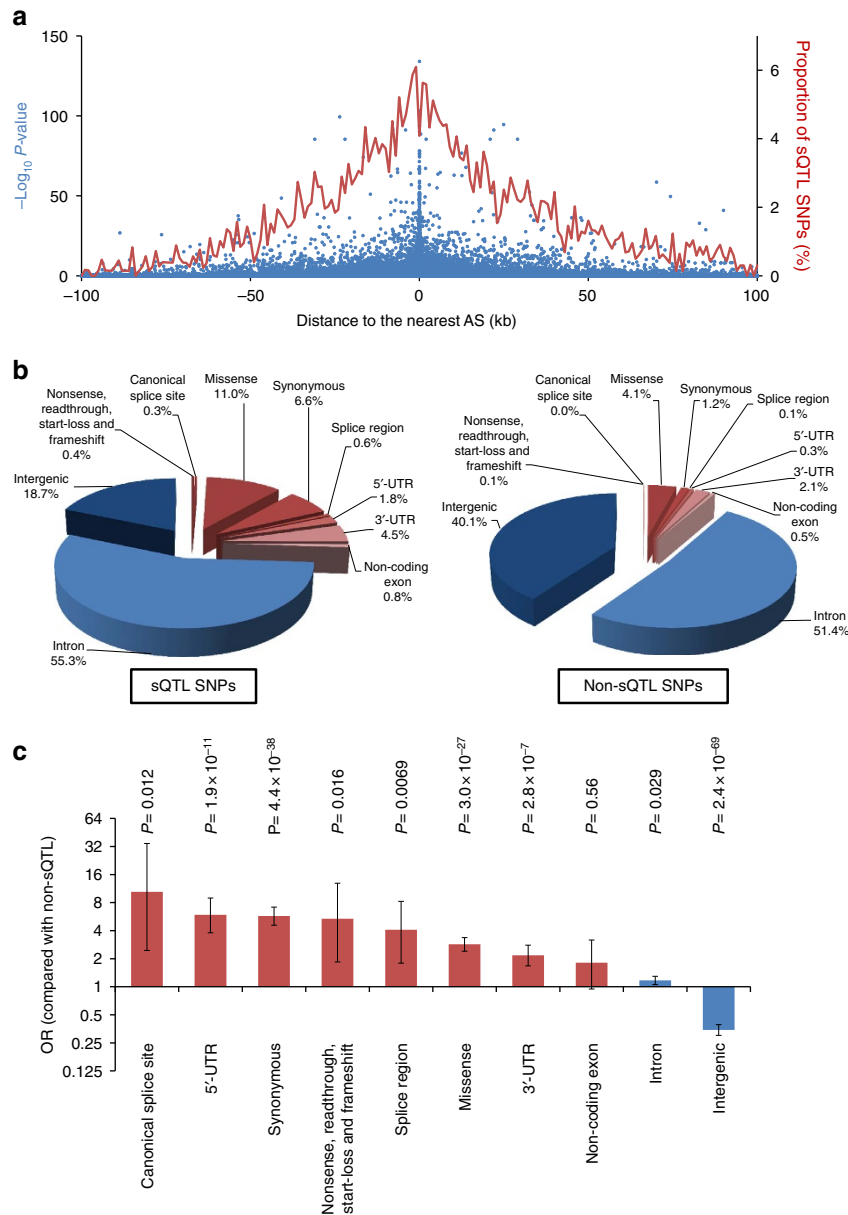 a
150
100
50
0
−Log₁₀ P-value
6
4
2
0
Proportion of sQTL SNPs (%)
−100
−50
0
50
100
Distance to the nearest AS (kb)
b
Nonsense,
readthrough,
start-loss and
frameshift
0.4%
Canonical
splice site
0.3%
Missense
11.0%
Synonymous
6.6%
Splice region
0.6%
5′-UTR
1.8%
3′-UTR
4.5%
Non-coding
exon
0.8%
Intergenic
18.7%
Intron
55.3%
sQTL SNPs
Nonsense,
readthrough,
start-loss and
frameshift
0.1%
Canonical
splice site
0.0%
Missense
4.1%
Synonymous
1.2%
Splice region
0.1%
5′-UTR
0.3%
3′-UTR
2.1%
Non-coding
exon
0.5%
Intergenic
40.1%
Intron
51.4%
Non-sQTL SNPs
c
P= 0.012
P= 1.9×10⁻¹¹
P= 4.4×10⁻³⁸
P= 0.016
P= 0.0069
P= 3.0×10⁻²⁷
P= 2.8×10⁻⁷
P= 0.56
P= 0.029
P= 2.4×10⁻⁶⁹
OR (compared with non-sQTL)
64
32
16
8
4
2
1
0.5
0.25
0.125
Canonical splice site
5′-UTR
Synonymous
Nonsense, readthrough,
start-loss and frameshift
Splice region
Missense
3′-UTR
Non-coding exon
Intron
Intergenic